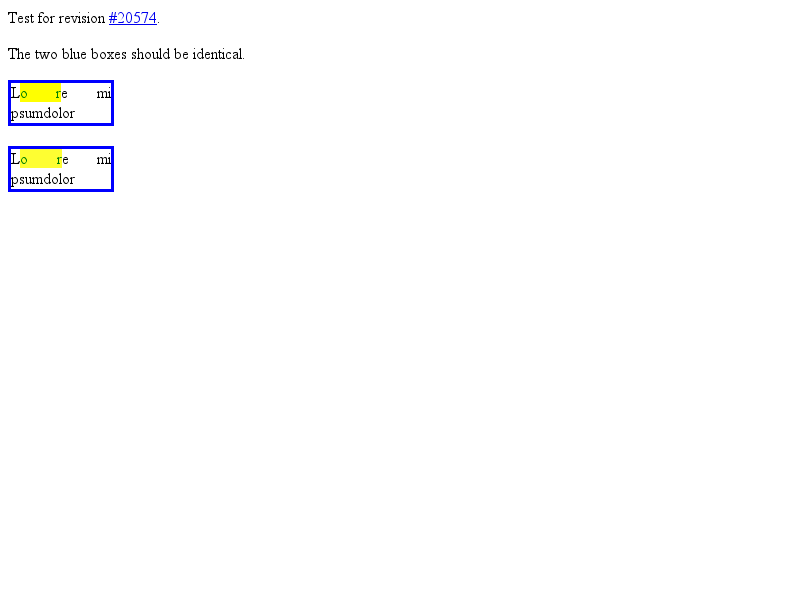 Test for revision #20574.
The two blue boxes should be identical.
Lo re mi
psumdolor
Lo re mi
psumdolor